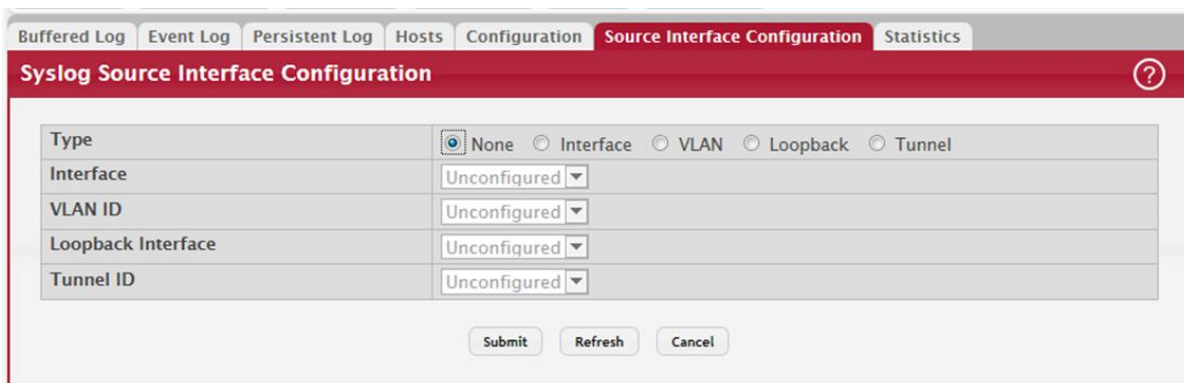 Buffered Log Event Log Persistent Log Hosts Configuration Source Interface Configuration Statistics
Syslog Source Interface Configuration ?
Type None Interface VLAN Loopback Tunnel
Interface Unconfigured
VLAN ID Unconfigured
Loopback Interface Unconfigured
Tunnel ID Unconfigured
Submit Refresh Cancel